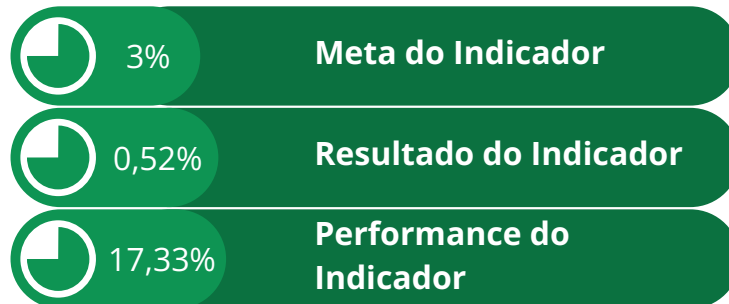 3%
Meta do Indicador
0,52%
Resultado do Indicador
17,33%
Performance do
Indicador